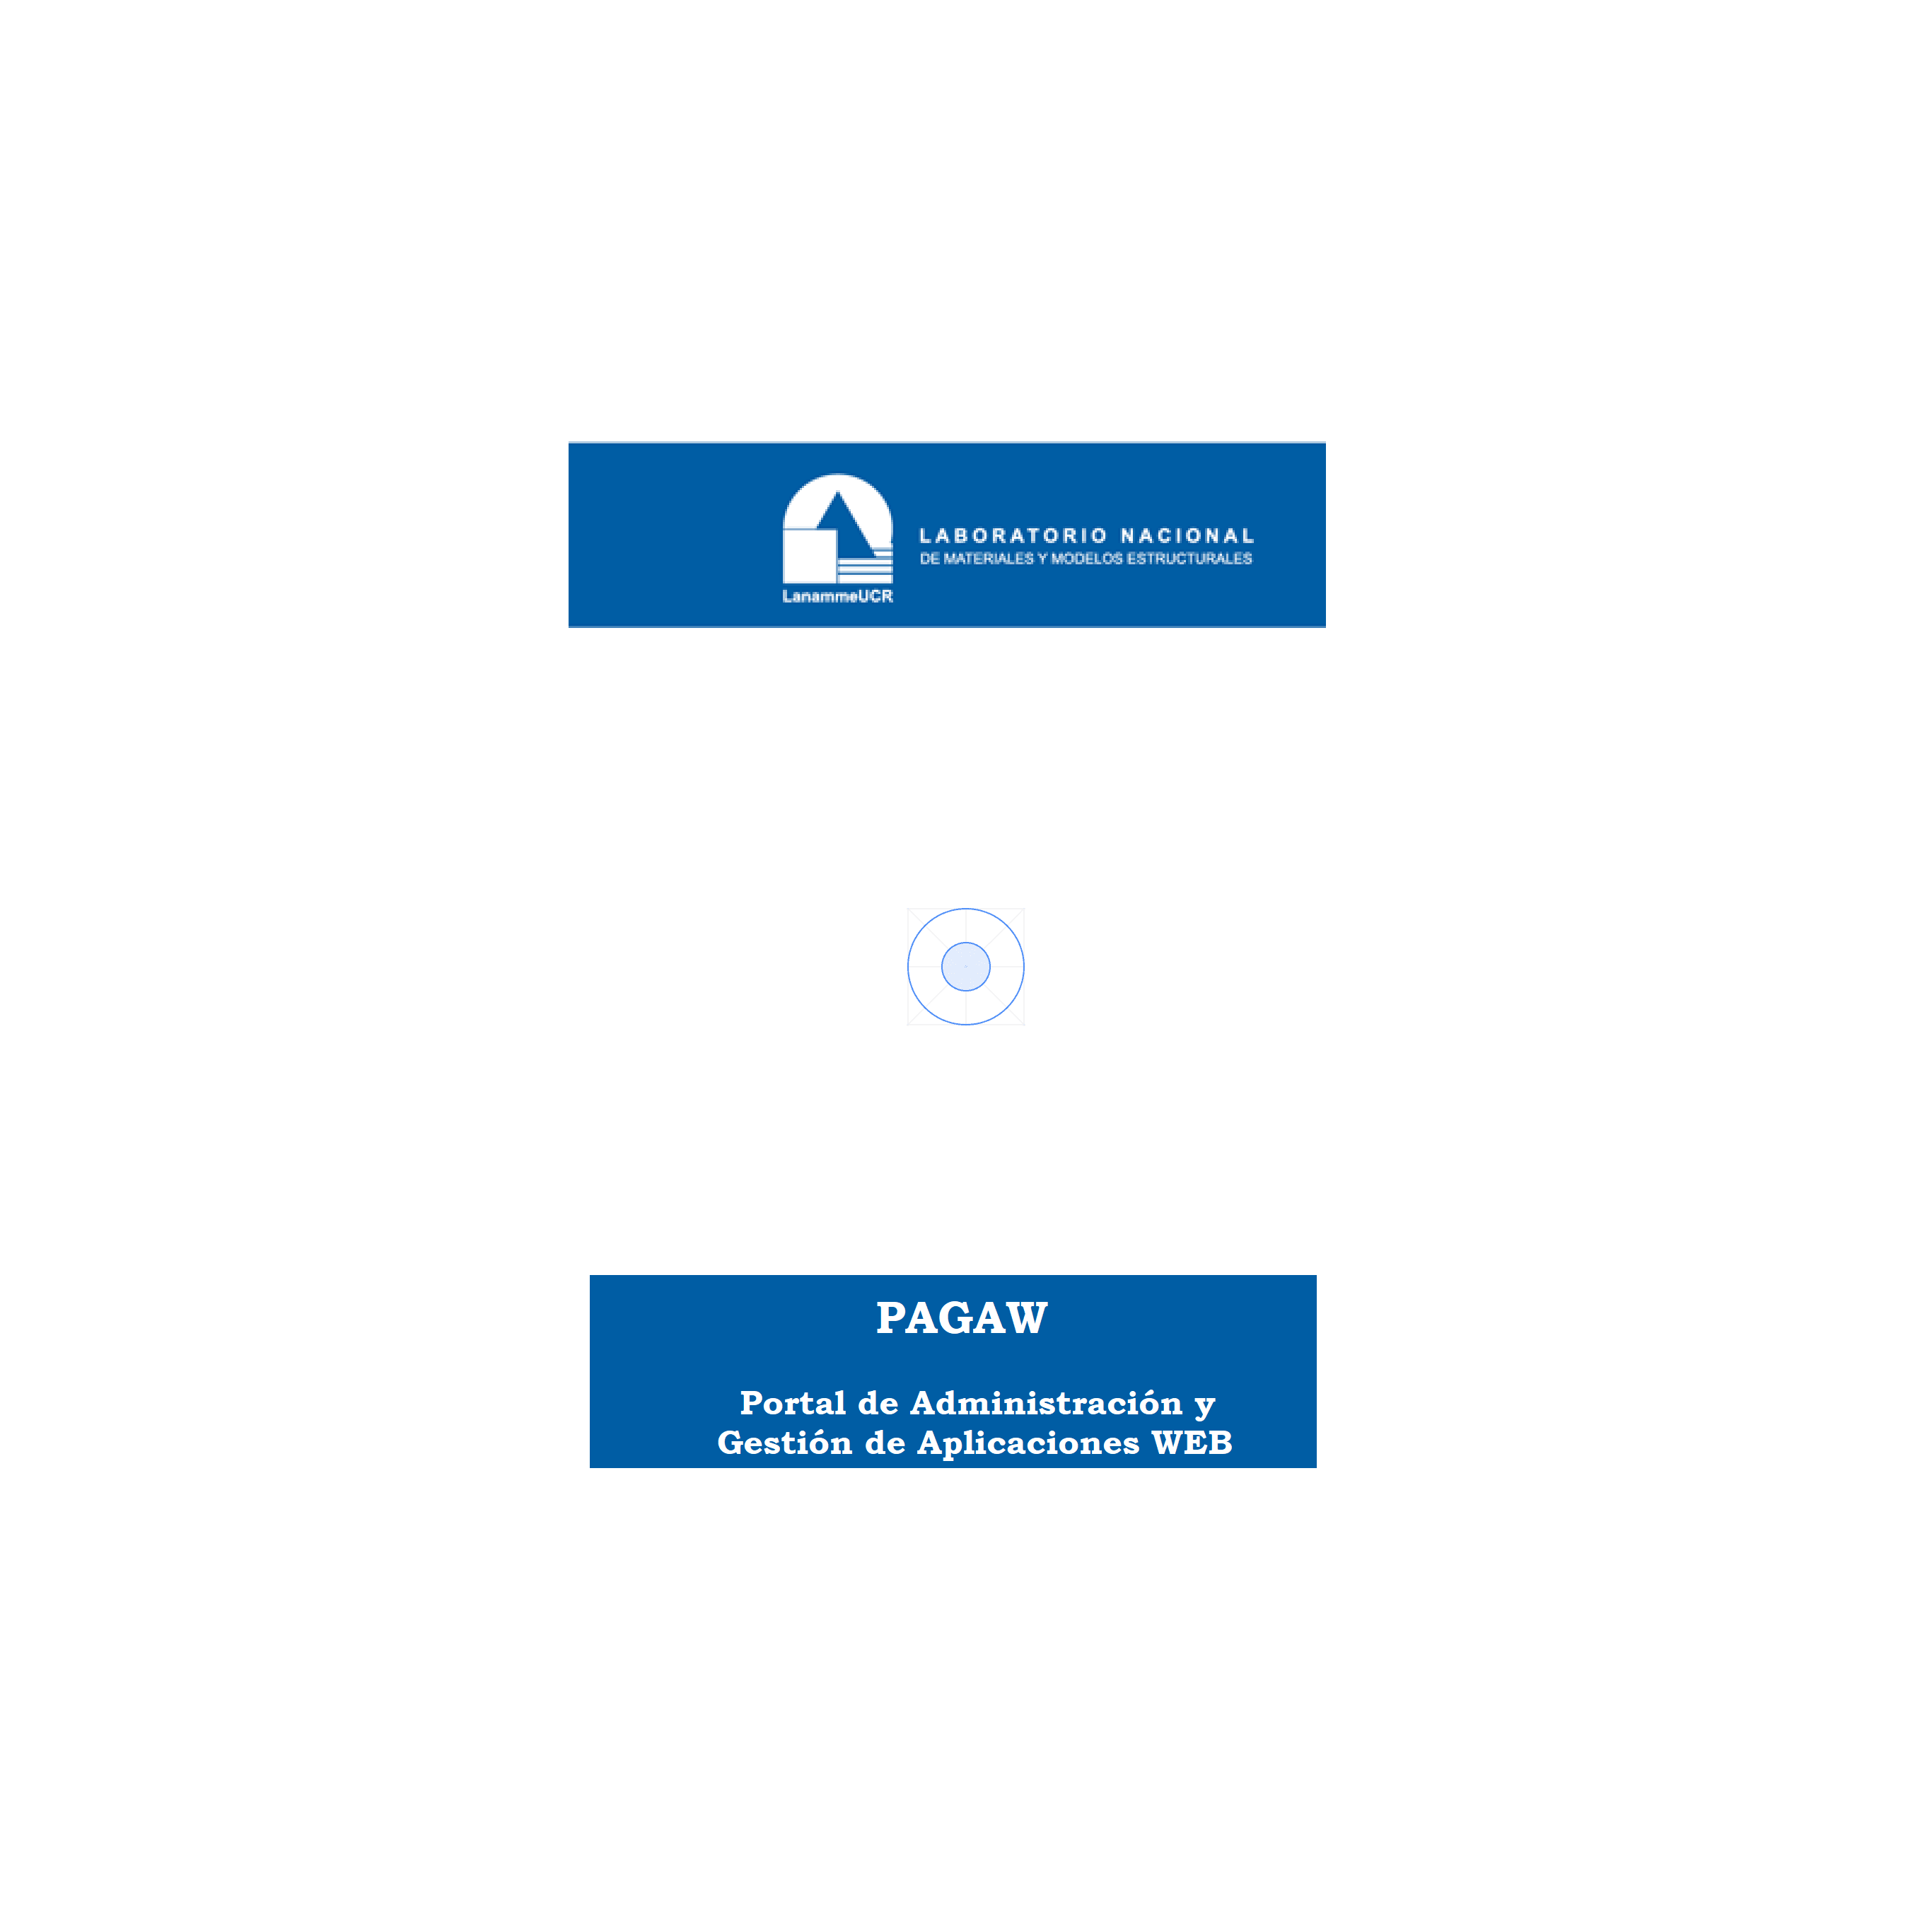 LABORATORIO NACIONAL
DE MATERIALES Y MODELOS ESTRUCTURALES
LanammeUCR
PAGAW
Portal de Administración y
Gestión de Aplicaciones WEB